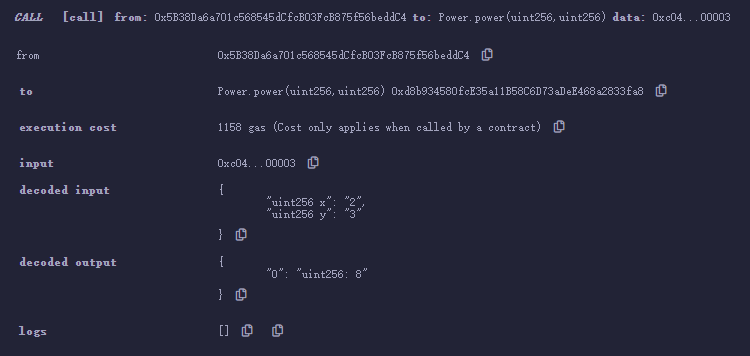 CALL [call] from: 0x5B38Da6a701c568545dCfcB03FcB875f56beddC4 to: Power.power(uint256,uint256) data: 0xc04...00003
from 0x5B38Da6a701c568545dCfcB03FcB875f56beddC4
to Power.power(uint256,uint256) 0xd8b934580fcE35a11B58C6D73aDeE468a2833fa8
execution cost 1158 gas (Cost only applies when called by a contract)
input 0xc04...00003
decoded input {
"uint256 x": "2",
"uint256 y": "3"
}
decoded output {
"0": "uint256: 8"
}
logs []